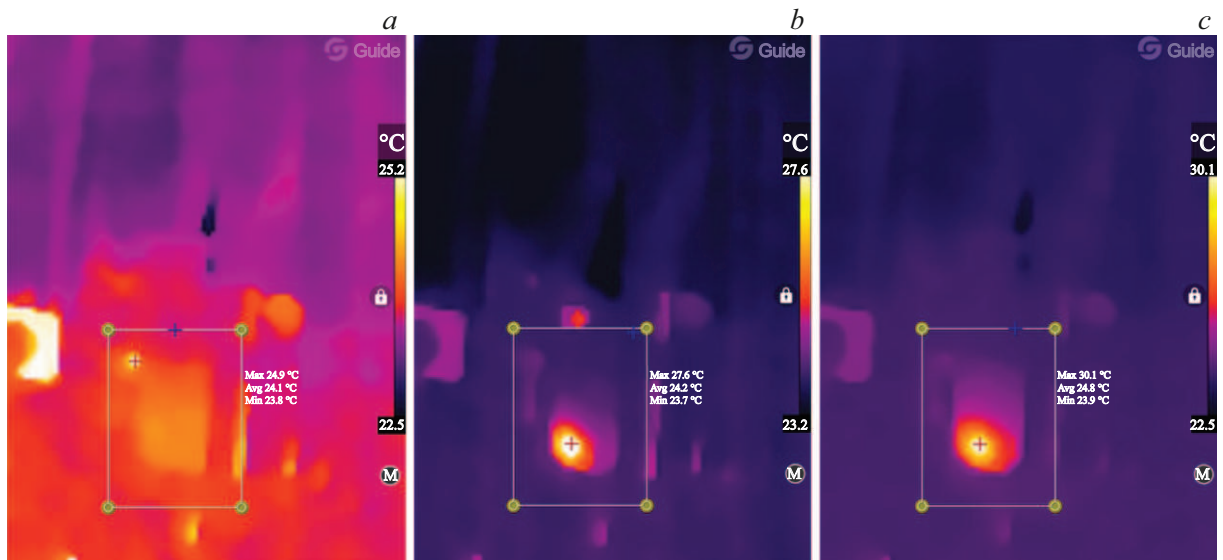 a
Guide
°C
25.2
Max 24.9 °C
Avg 24.1 °C
Min 23.8 °C
22.5
M
b
Guide
°C
27.6
Max 27.6 °C
Avg 24.2 °C
Min 23.7 °C
23.2
M
c
Guide
°C
30.1
Max 30.1 °C
Avg 24.8 °C
Min 23.9 °C
22.5
M